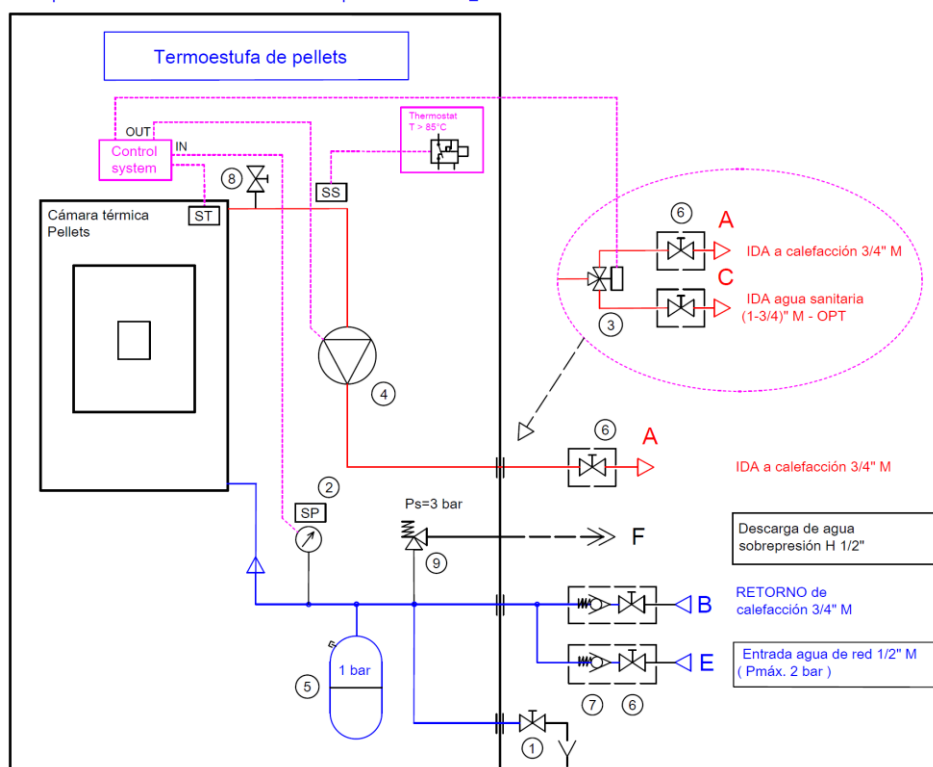 Termoestufa de pellets
Thermostat
T > 85°C
OUT
IN
Control
system
8
SS
ST
Cámara térmica
Pellets
6
A
IDA a calefacción 3/4" M
C
IDA agua sanitaria
(1-3/4)" M - OPT
3
4
6
A
IDA a calefacción 3/4" M
2
SP
Ps=3 bar
9
F
Descarga de agua
sobrepresión H 1/2"
B
RETORNO de
calefacción 3/4" M
E
Entrada agua de red 1/2" M
( Pmáx. 2 bar )
1 bar
5
7
6
1